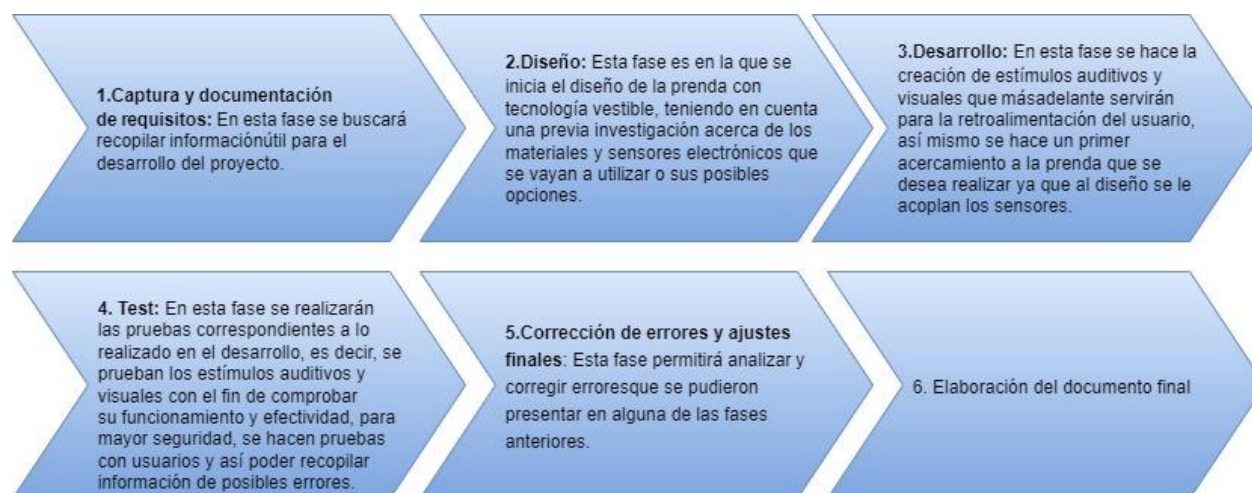 1.Captura y documentación
de requisitos: En esta fase se buscará
recopilar informaciónútil para el
desarrollo del proyecto.
2.Diseño: Esta fase es en la que se
inicia el diseño de la prenda con
tecnología vestible, teniendo en cuenta
una previa investigación acerca de los
materiales y sensores electrónicos que
se vayan a utilizar o sus posibles
opciones.
3.Desarrollo: En esta fase se hace la
creación de estímulos auditivos y
visuales que másadelante servirán
para la retroalimentación del usuario,
así mismo se hace un primer
acercamiento a la prenda que se
desea realizar ya que al diseño se le
acoplan los sensores.
4. Test: En esta fase se realizarán
las pruebas correspondientes a lo
realizado en el desarrollo, es decir, se
prueban los estímulos auditivos y
visuales con el fin de comprobar
su funcionamiento y efectividad, para
mayor seguridad, se hacen pruebas
con usuarios y así poder recopilar
información de posibles errores.
5.Corrección de errores y ajustes
finales: Esta fase permitirá analizar y
corregir erroresque se pudieron
presentar en alguna de las fases
anteriores.
6. Elaboración del documento final